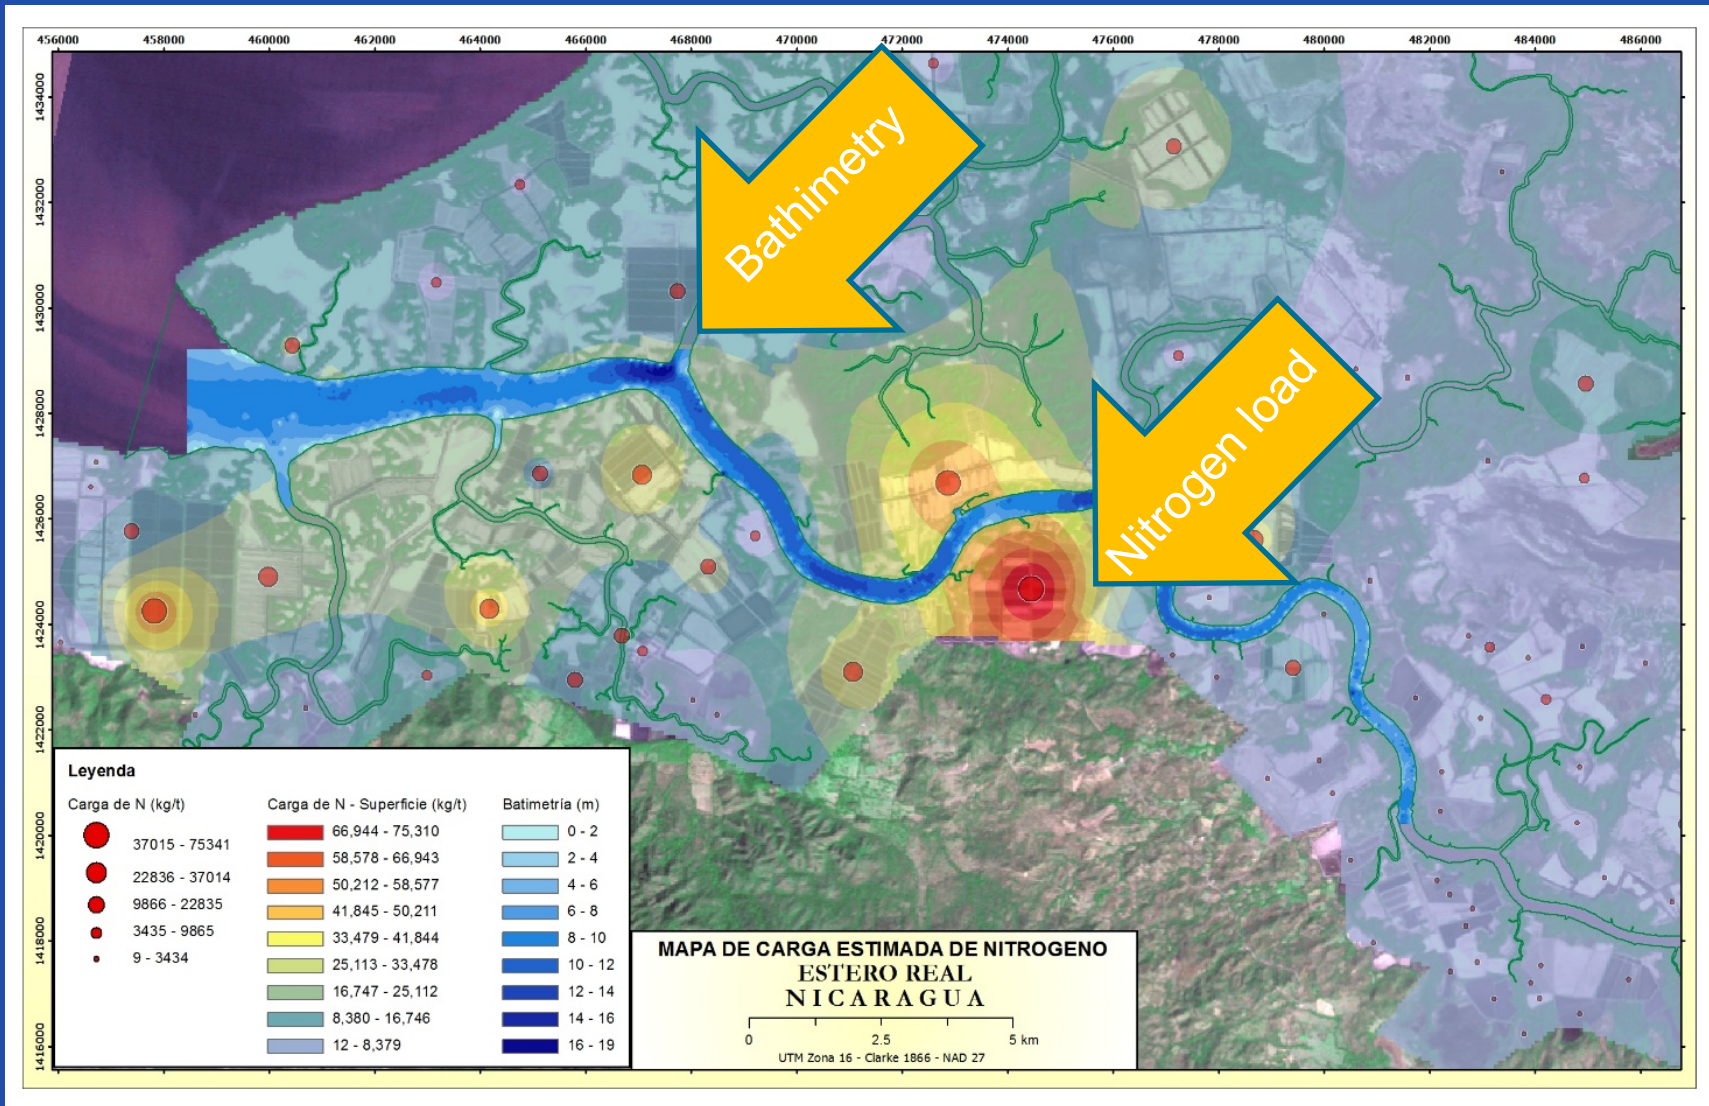 456000 458000 460000 462000 464000 466000 468000 470000 472000 474000 476000 478000 480000 482000 484000 486000
1434000
1432000
1430000
1428000
1426000
1424000
1422000
1420000
1418000
1416000
Bathimetry
Nitrogen load
Leyenda
Carga de N (kg/t)
37015 - 75341
22836 - 37014
9866 - 22835
3435 - 9865
9 - 3434
Carga de N - Superficie (kg/t)
66,944 - 75,310
58,578 - 66,943
50,212 - 58,577
41,845 - 50,211
33,479 - 41,844
25,113 - 33,478
16,747 - 25,112
8,380 - 16,746
12 - 8,379
Batimetría (m)
0 - 2
2 - 4
4 - 6
6 - 8
8 - 10
10 - 12
12 - 14
14 - 16
16 - 19
MAPA DE CARGA ESTIMADA DE NITROGENO
ESTERO REAL
NICARAGUA
0 2.5 5 km
UTM Zona 16 - Clarke 1866 - NAD 27